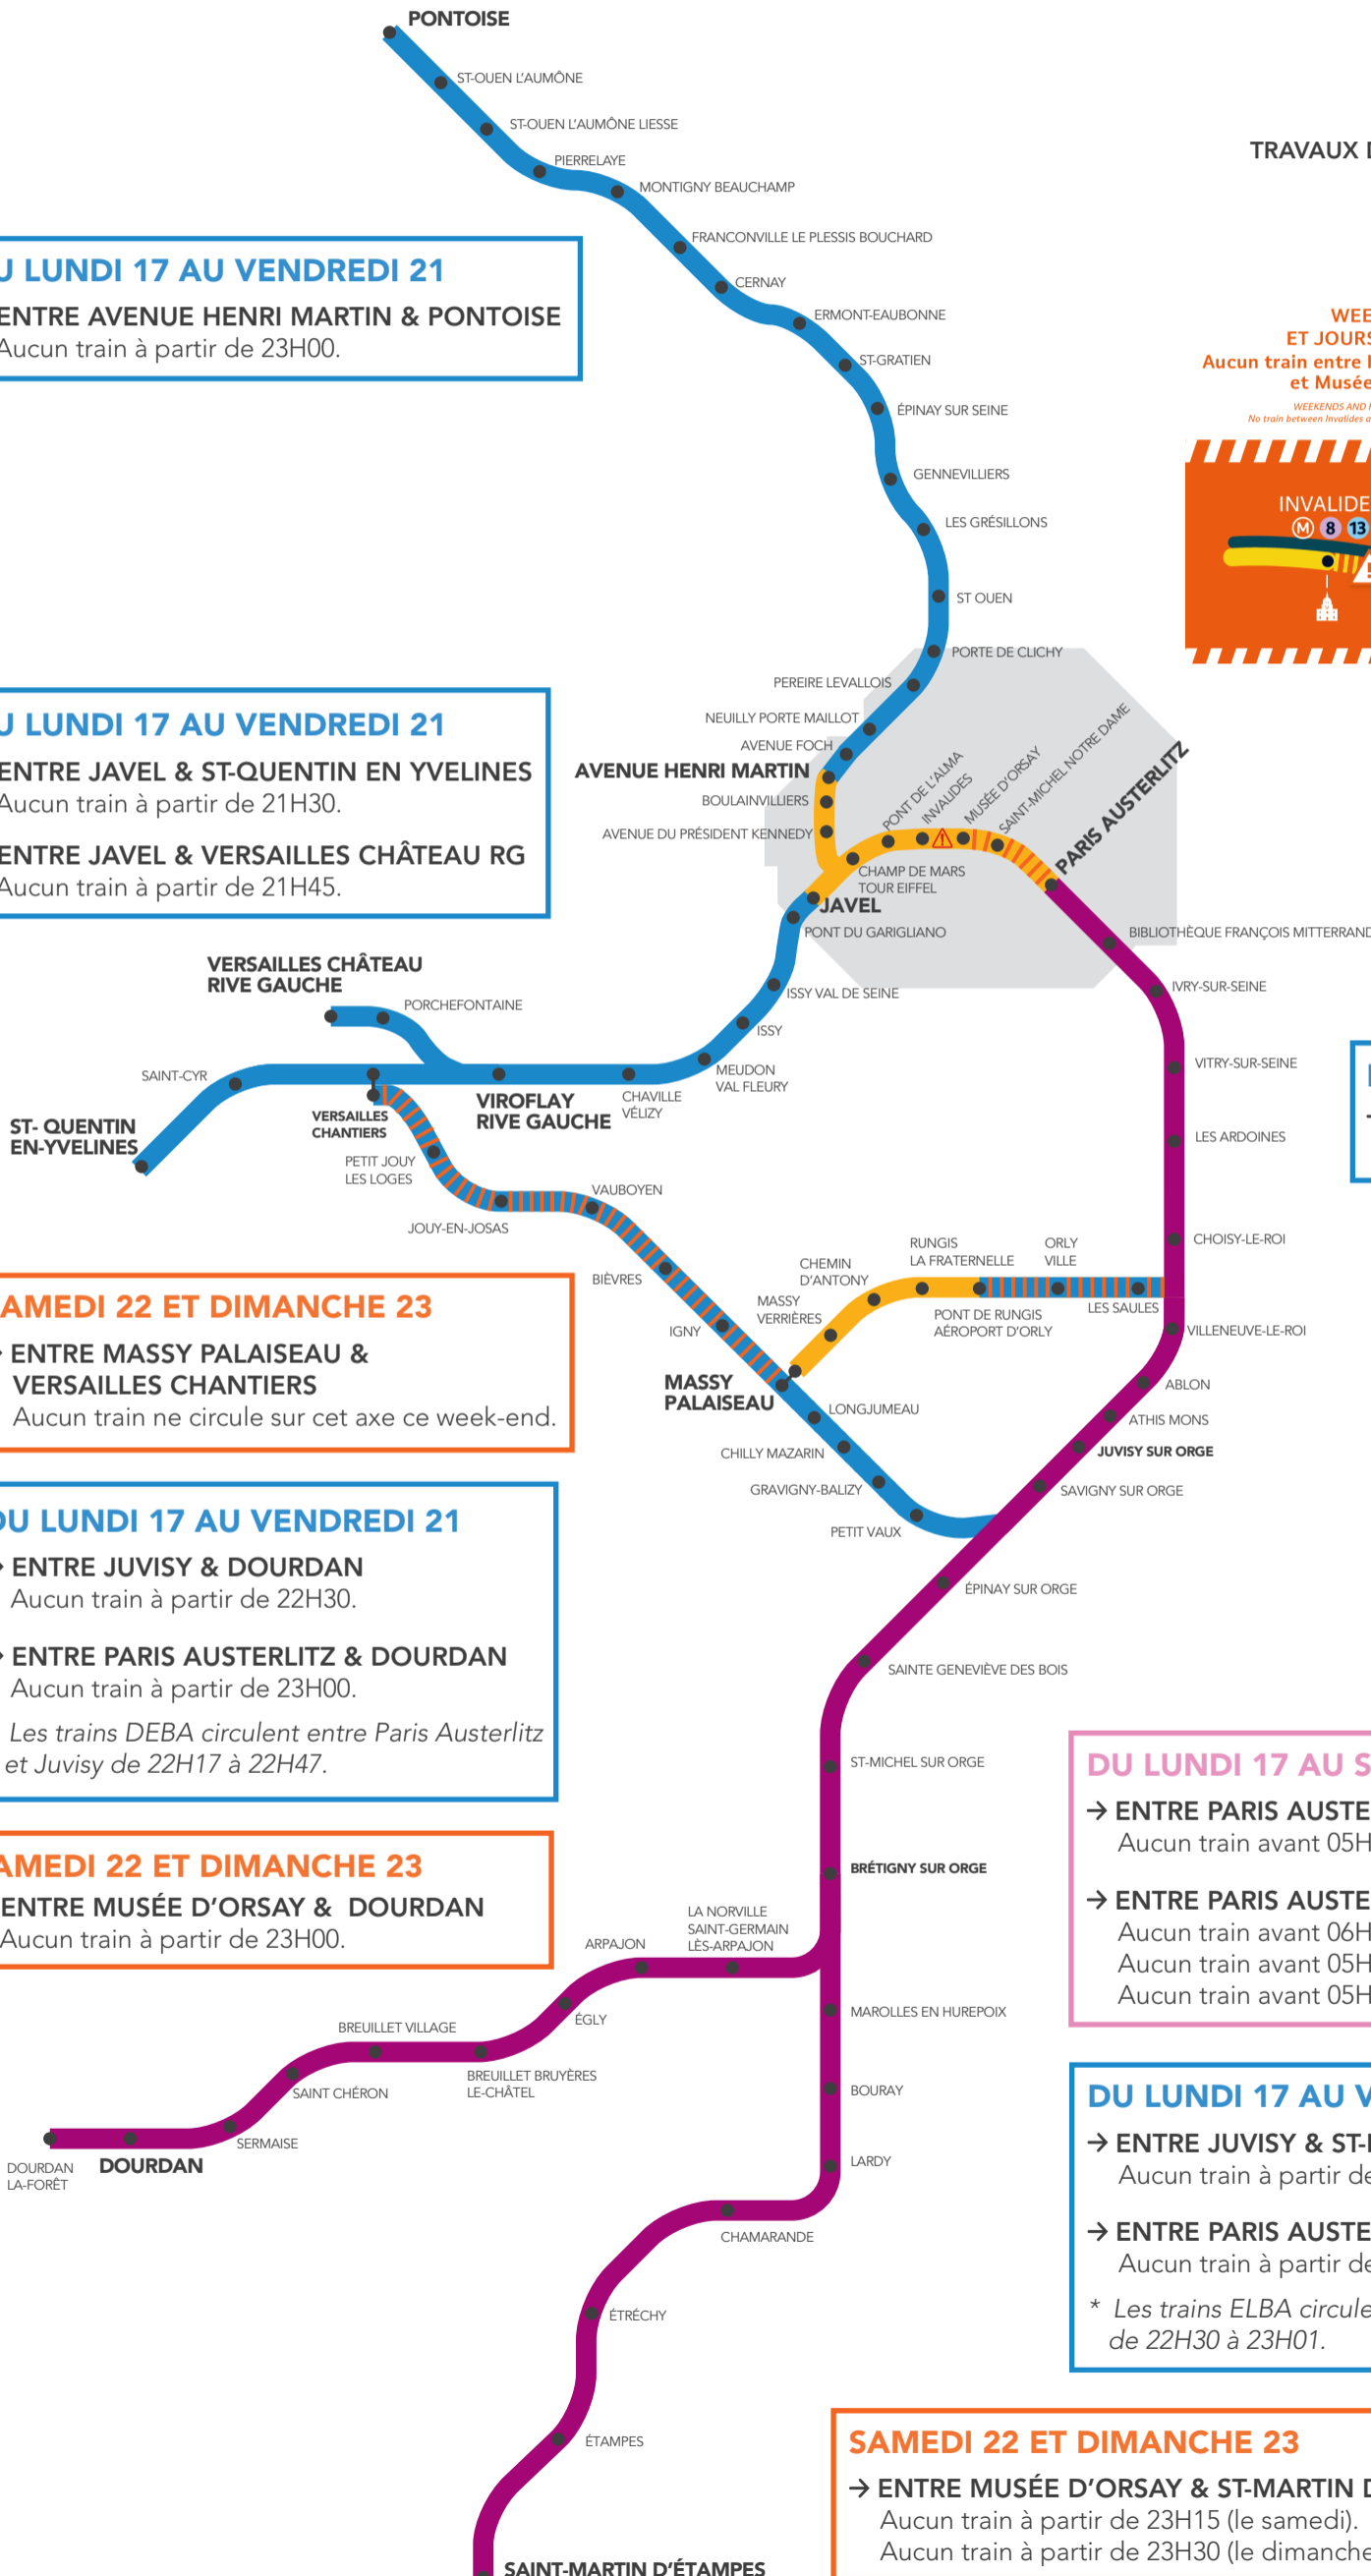 PONTOISE
ST-OUEN L'AUMÔNE
ST-OUEN L'AUMÔNE LIESSE
PIERRELAYE
MONTIGNY BEAUCHAMP
FRANCONVILLE LE PLESSIS BOUCHARD
CERNAY
ERMONT-EAUBONNE
ST-GRATIEN
ÉPINAY SUR SEINE
GENNEVILLIERS
LES GRÉSILLONS
ST OUEN
PORTE DE CLICHY
PEREIRE LEVALLOIS
NEUILLY PORTE MAILLOT
AVENUE FOCH
AVENUE HENRI MARTIN
BOULAINVILLIERS
AVENUE DU PRÉSIDENT KENNEDY
PONT DE L'ALMA
INVALIDES
MUSÉE D'ORSAY
SAINT-MICHEL NOTRE DAME
PARIS AUSTERLITZ
CHAMP DE MARS
TOUR EIFFEL
JAVEL
PONT DU GARIGLIANO
BIBLIOTHÈQUE FRANÇOIS MITTERRAND
TRAVAUX
WEE
ET JOURS
Aucun train entre
et Musée
WEEKENDS AND
No train between Invalides a
INVALIDE
M 8 13
U LUNDI 17 AU VENDREDI 21
ENTRE AVENUE HENRI MARTIN & PONTOISE
Aucun train à partir de 23H00.
U LUNDI 17 AU VENDREDI 21
ENTRE JAVEL & ST-QUENTIN EN YVELINES
Aucun train à partir de 21H30.
ENTRE JAVEL & VERSAILLES CHÂTEAU RG
Aucun train à partir de 21H45.
VERSAILLES CHÂTEAU
RIVE GAUCHE
PORCHEFONTAINE
SAINT-CYR
ST- QUENTIN
EN-YVELINES
VERSAILLES
CHANTIERS
VIROFLAY
RIVE GAUCHE
CHAVILLE
VÉLIZY
MEUDON
VAL FLEURY
ISSY
ISSY VAL DE SEINE
IVRY-SUR-SEINE
VITRY-SUR-SEINE
LES ARDOINES
CHOISY-LE-ROI
PETIT JOUY
LES LOGES
JOUY-EN-JOSAS
VAUBOYEN
BIÈVRES
IGNY
MASSY
PALAISEAU
MASSY
VERRIÈRES
CHEMIN
D'ANTONY
RUNGIS
LA FRATERNELLE
PONT DE RUNGIS
AÉROPORT D'ORLY
ORLY
VILLE
LES SAULES
VILLENEUVE-LE-ROI
ABLON
ATHIS MONS
JUVISY SUR ORGE
SAVIGNY SUR ORGE
LONGJUMEAU
CHILLY MAZARIN
GRAVIGNY-BALIZY
PETIT VAUX
ÉPINAY SUR ORGE
SAINTE GENEVIÈVE DES BOIS
ST-MICHEL SUR ORGE
BRÉTIGNY SUR ORGE
AMEDI 22 ET DIMANCHE 23
ENTRE MASSY PALAISEAU &
VERSAILLES CHANTIERS
Aucun train ne circule sur cet axe ce week-end.
DU LUNDI 17 AU VENDREDI 21
ENTRE JUVISY & DOURDAN
Aucun train à partir de 22H30.
ENTRE PARIS AUSTERLITZ & DOURDAN
Aucun train à partir de 23H00.
Les trains DEBA circulent entre Paris Austerlitz
et Juvisy de 22H17 à 22H47.
AMEDI 22 ET DIMANCHE 23
ENTRE MUSÉE D'ORSAY & DOURDAN
Aucun train à partir de 23H00.
LA NORVILLE
SAINT-GERMAIN
LÈS-ARPAJON
ARPAJON
ÉGLY
BREUILLET BRUYÈRES
LE-CHÂTEL
BREUILLET VILLAGE
SAINT CHÉRON
SERMAISE
DOURDAN
DOURDAN
LA-FORÊT
MAROLLES EN HUREPOIX
BOURAY
LARDY
CHAMARANDE
ÉTRÉCHY
ÉTAMPES
SAINT-MARTIN D'ÉTAMPES
DU LUNDI 17 AU S
→ ENTRE PARIS AUSTE
Aucun train avant 05H
→ ENTRE PARIS AUSTE
Aucun train avant 06H
Aucun train avant 05H
Aucun train avant 05H
DU LUNDI 17 AU V
→ ENTRE JUVISY & ST-
Aucun train à partir de
→ ENTRE PARIS AUSTE
Aucun train à partir de
* Les trains ELBA circule
de 22H30 à 23H01.
SAMEDI 22 ET DIMANCHE 23
→ ENTRE MUSÉE D'ORSAY & ST-MARTIN D
Aucun train à partir de 23H15 (le samedi).
Aucun train à partir de 23H30 (le dimanche